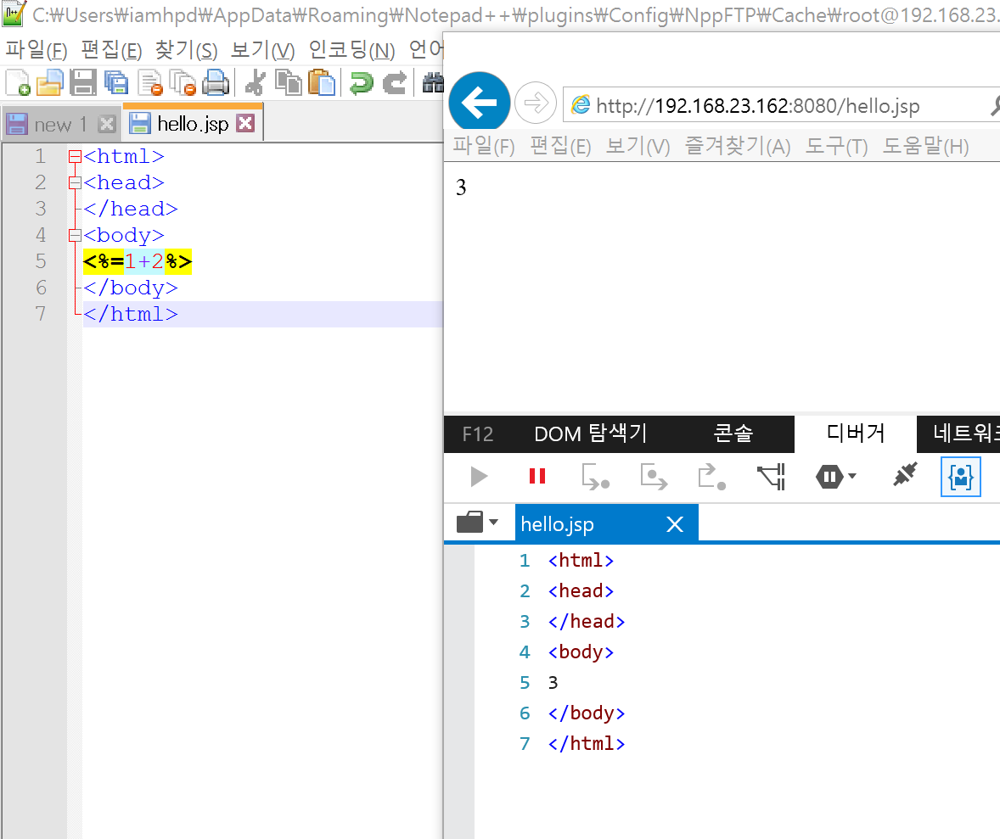 C:₩Users₩iamhpd₩AppData₩Roaming₩Notepad++₩plugins₩Config₩NppFTP₩Cache₩root@192.168.23.
파일(F) 편집(E) 찾기(S) 보기(V) 인코딩(N) 언어
new 1 hello.jsp
1 <html>
2 <head>
3 </head>
4 <body>
5 <%=1+2%>
6 </body>
7 </html>
http://192.168.23.162:8080/hello.jsp
파일(F) 편집(E) 보기(V) 즐겨찾기(A) 도구(T) 도움말(H)
3
F12 DOM 탐색기 콘솔 디버거 네트워크
hello.jsp
1 <html>
2 <head>
3 </head>
4 <body>
5 3
6 </body>
7 </html>